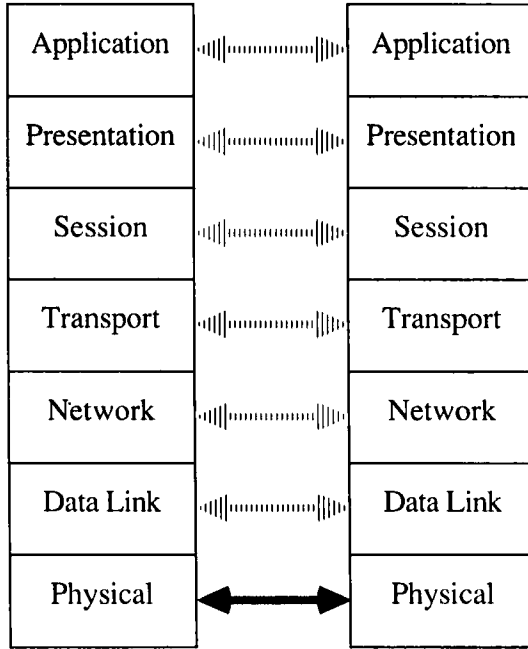 Application Application
Presentation Presentation
Session Session
Transport Transport
Network Network
Data Link Data Link
Physical Physical